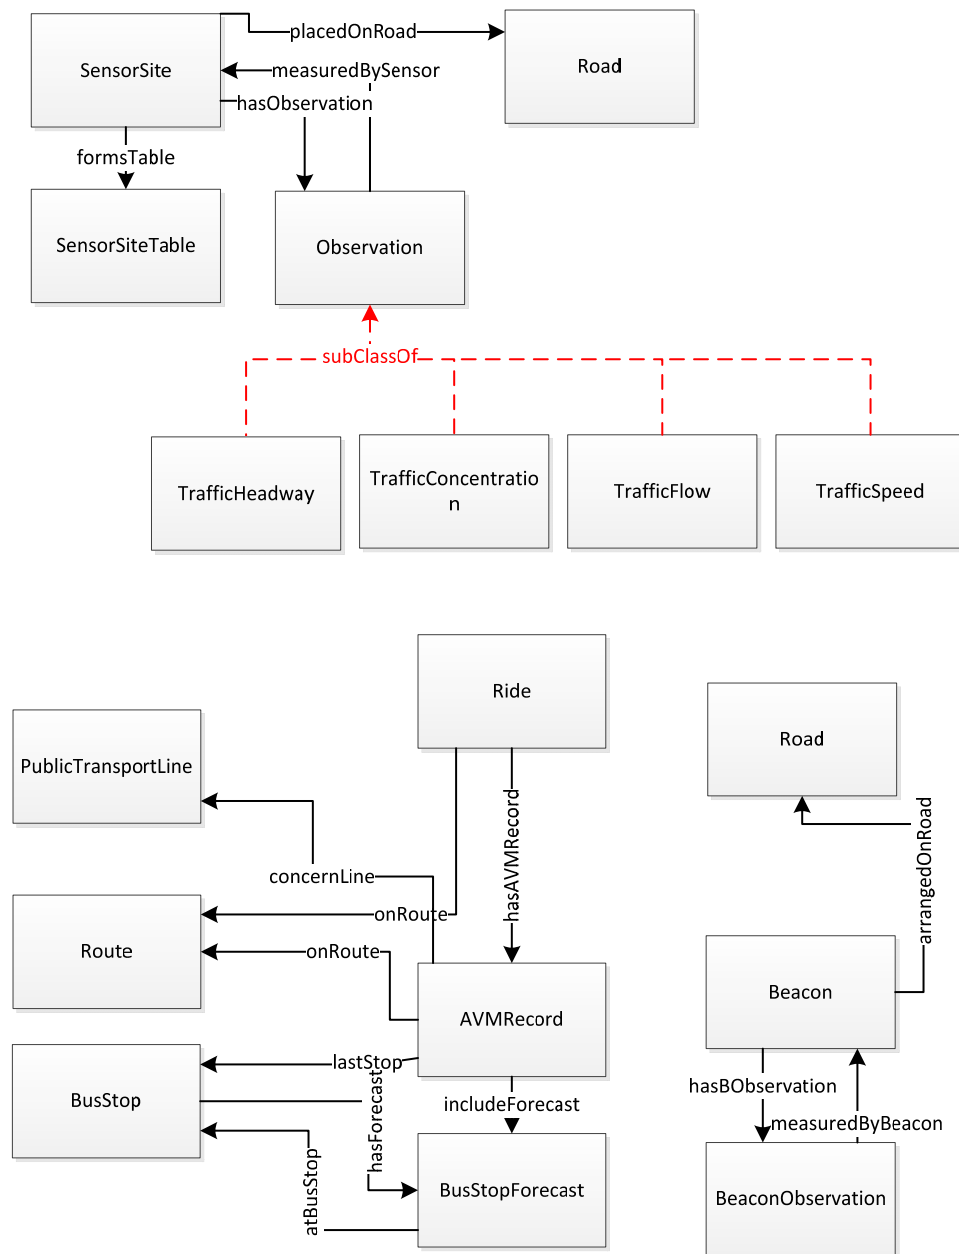 placedOnRoad
SensorSite
Road
measuredBySensor
hasObservation
formsTable
SensorSiteTable
Observation
subClassOf
TrafficHeadway
TrafficConcentratio
n
TrafficFlow
TrafficSpeed
Ride
PublicTransportLine
Road
hasAVMRecord
arrangedOnRoad
concernLine
onRoute
Route
onRoute
AVMRecord
Beacon
lastStop
BusStop
hasForecast
includeForecast
hasBObservation
measuredByBeacon
atBusStop
BusStopForecast
BeaconObservation